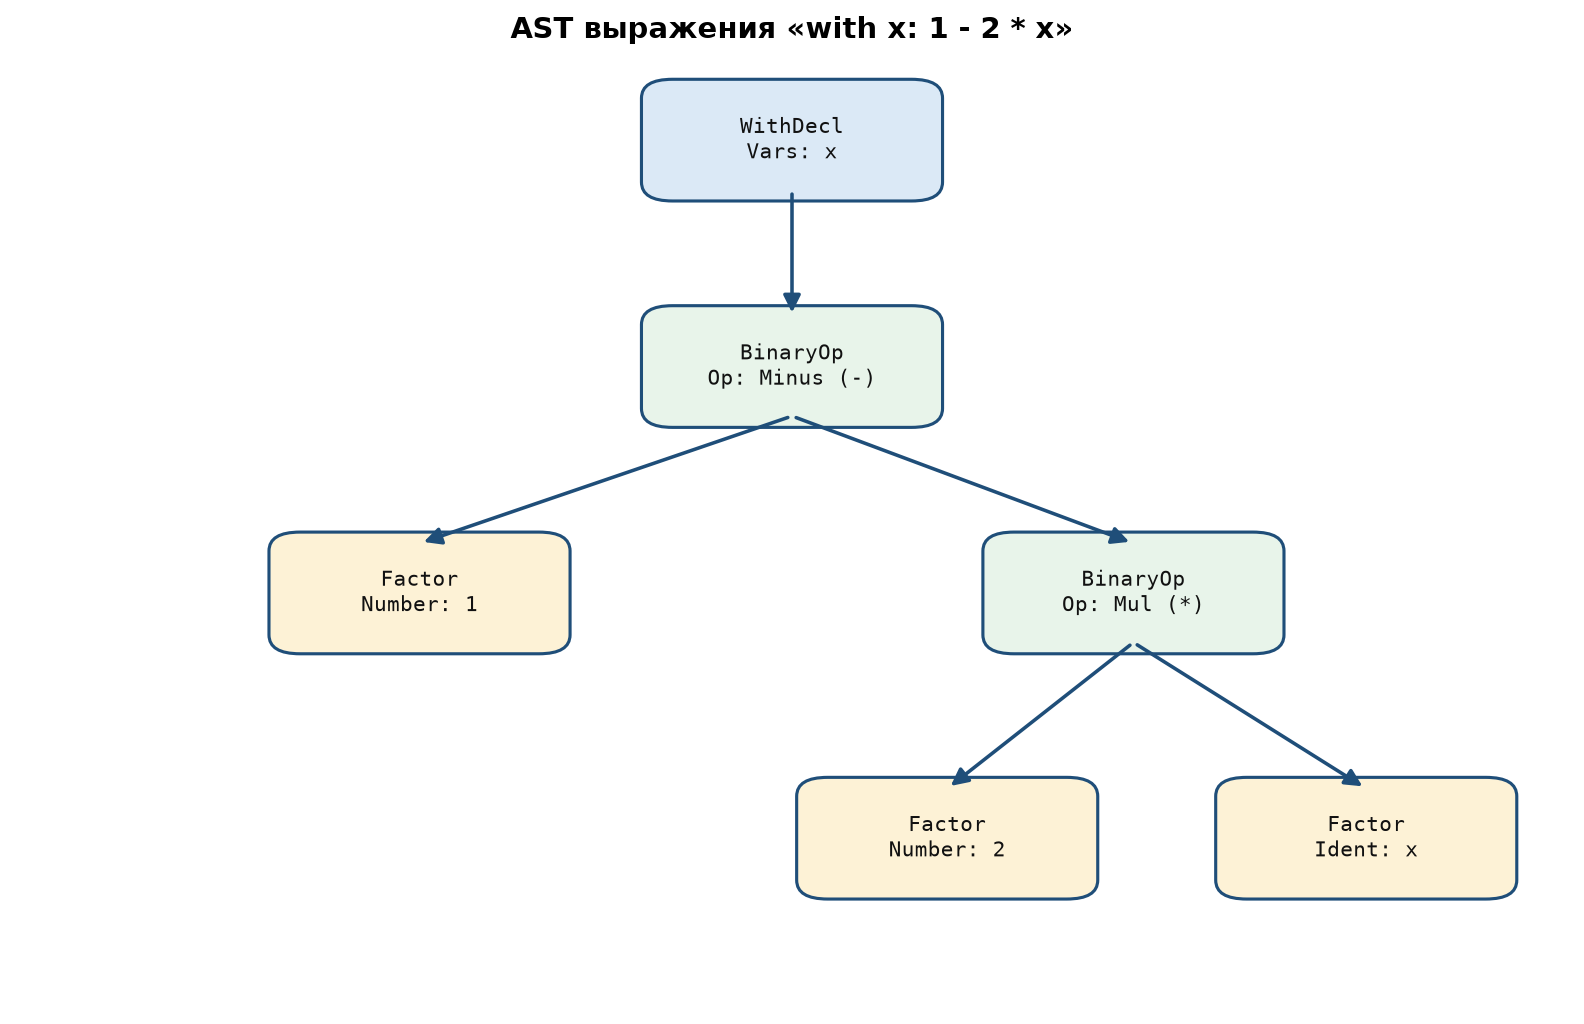 AST выражения «with x: 1 - 2 * x»
WithDecl
Vars: x
BinaryOp
Op: Minus (-)
Factor
Number: 1
BinaryOp
Op: Mul (*)
Factor
Number: 2
Factor
Ident: x